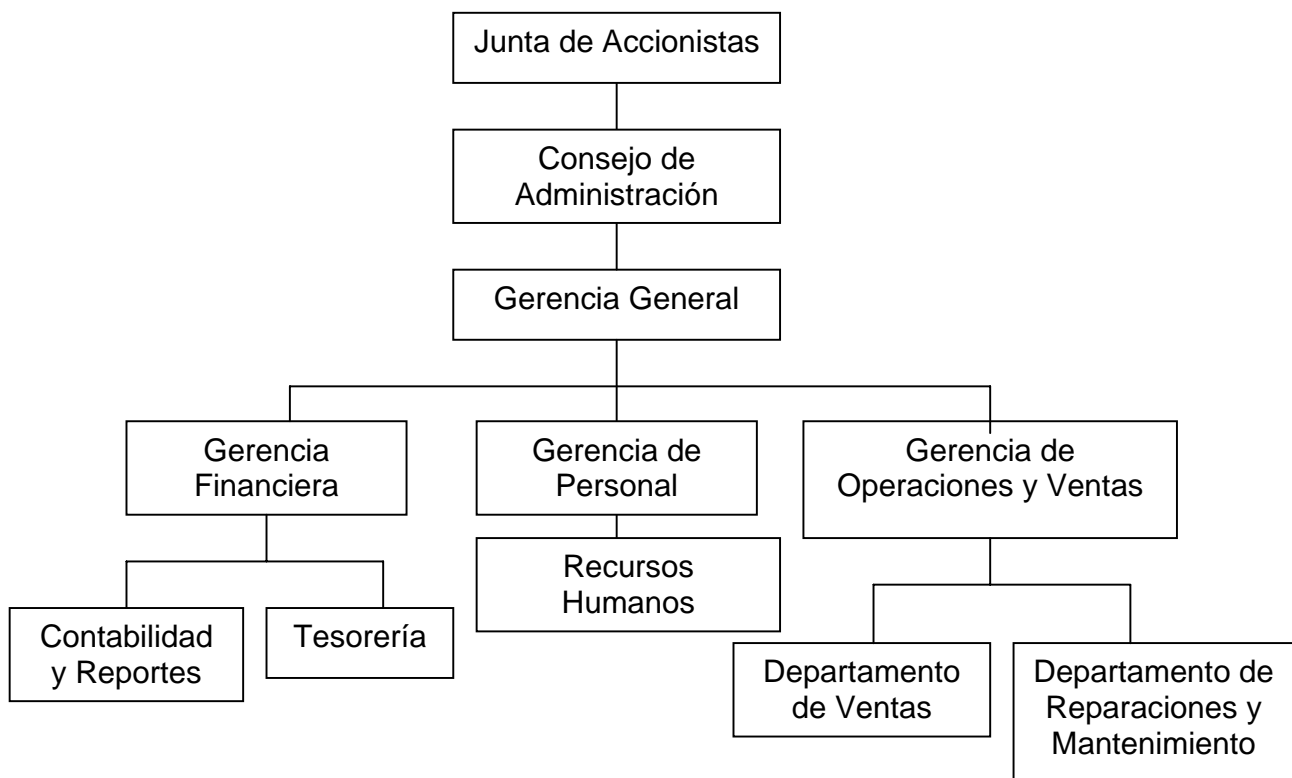 Junta de Accionistas
Consejo de
Administración
Gerencia General
Gerencia
Financiera
Gerencia de
Personal
Gerencia de
Operaciones y Ventas
Recursos
Humanos
Contabilidad
y Reportes
Tesorería
Departamento
de Ventas
Departamento de
Reparaciones y
Mantenimiento